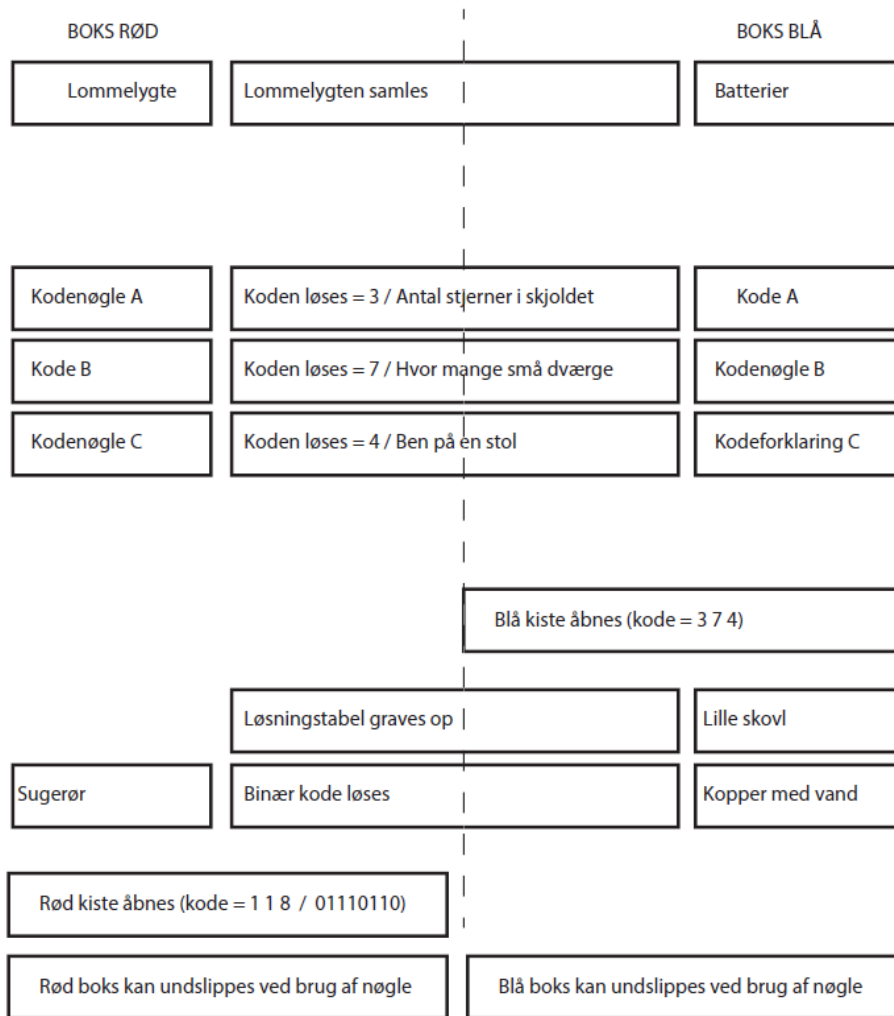 BOKS RØD
BOKS BLÅ
Lommelygte
Lommelygten samles
Batterier
Kodenøgle A
Koden løses = 3 / Antal stjerner i skjoldet
Kode A
Kode B
Koden løses = 7 / Hvor mange små dværge
Kodenøgle B
Kodenøgle C
Koden løses = 4 / Ben på en stol
Kodeforklaring C
Blå kiste åbnes (kode = 3 7 4)
Løsningstabel graves op
Lille skovl
Sugerør
Binær kode løses
Kopper med vand
Rød kiste åbnes (kode = 1 1 8 / 01110110)
Rød boks kan undslippes ved brug af nøgle
Blå boks kan undslippes ved brug af nøgle